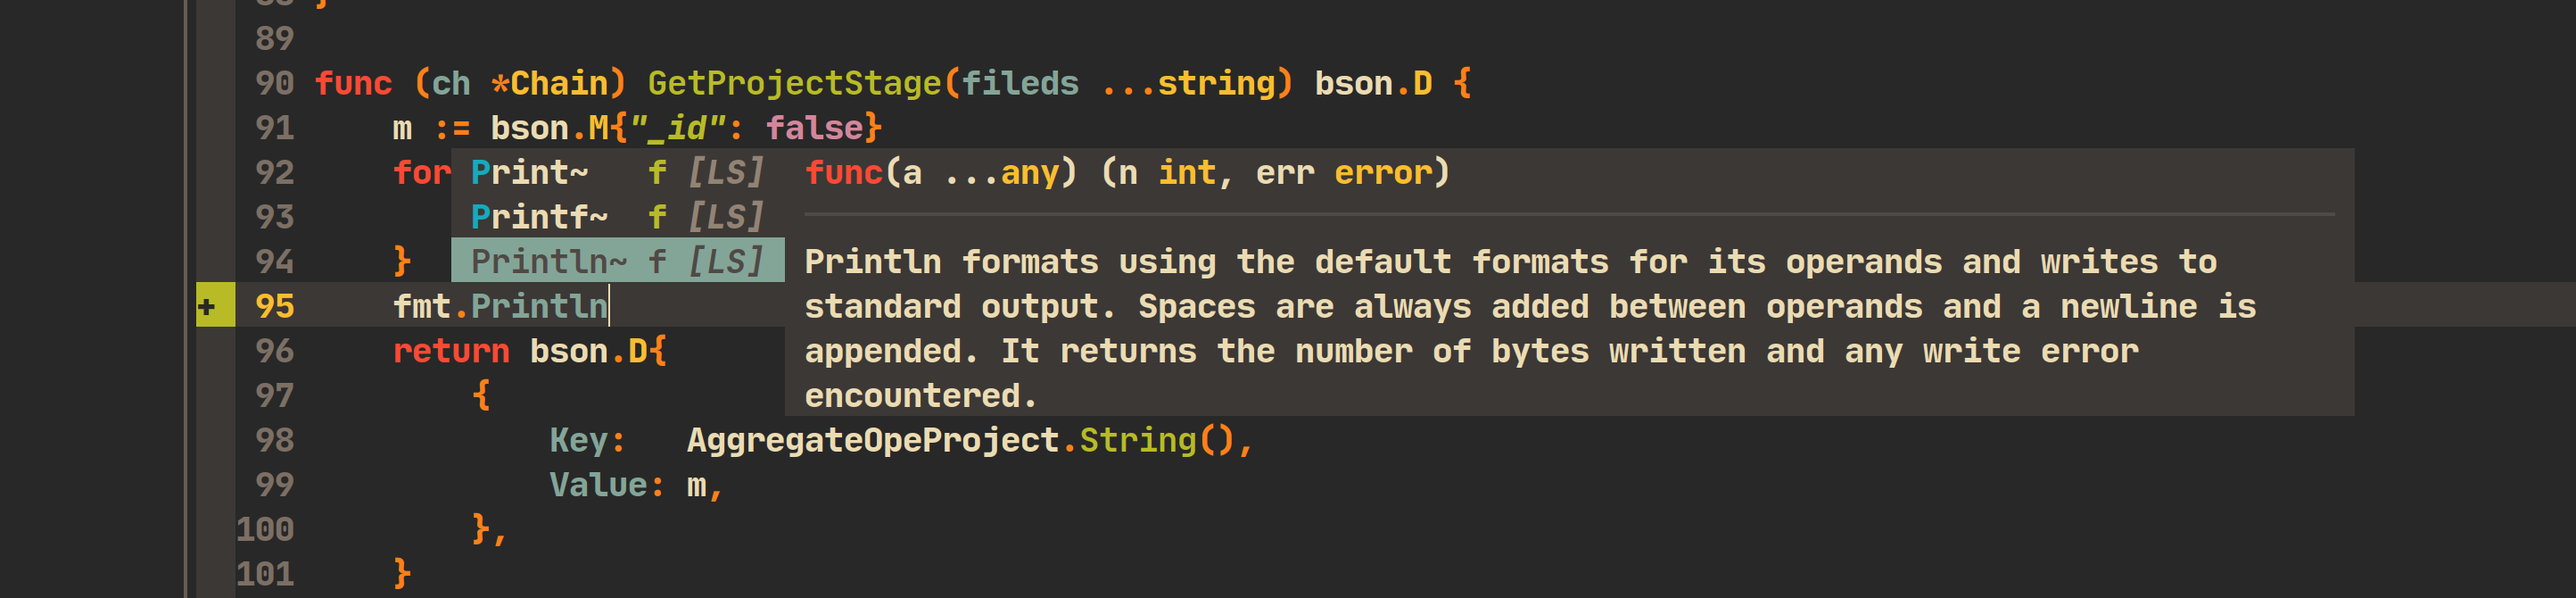 89
90 func (ch *Chain) GetProjectStage(fileds ...string) bson.D {
91 m := bson.M{"_id": false}
92 for Print~ f [LS] func(a ...any) (n int, err error)
93 Printf~ f [LS]
94 } Println~ f [LS] Println formats using the default formats for its operands and writes to
+ 95 fmt.Println standard output. Spaces are always added between operands and a newline is
96 return bson.D{ appended. It returns the number of bytes written and any write error
97 { encountered.
98 Key: AggregateOpeProject.String(),
99 Value: m,
100 },
101 }